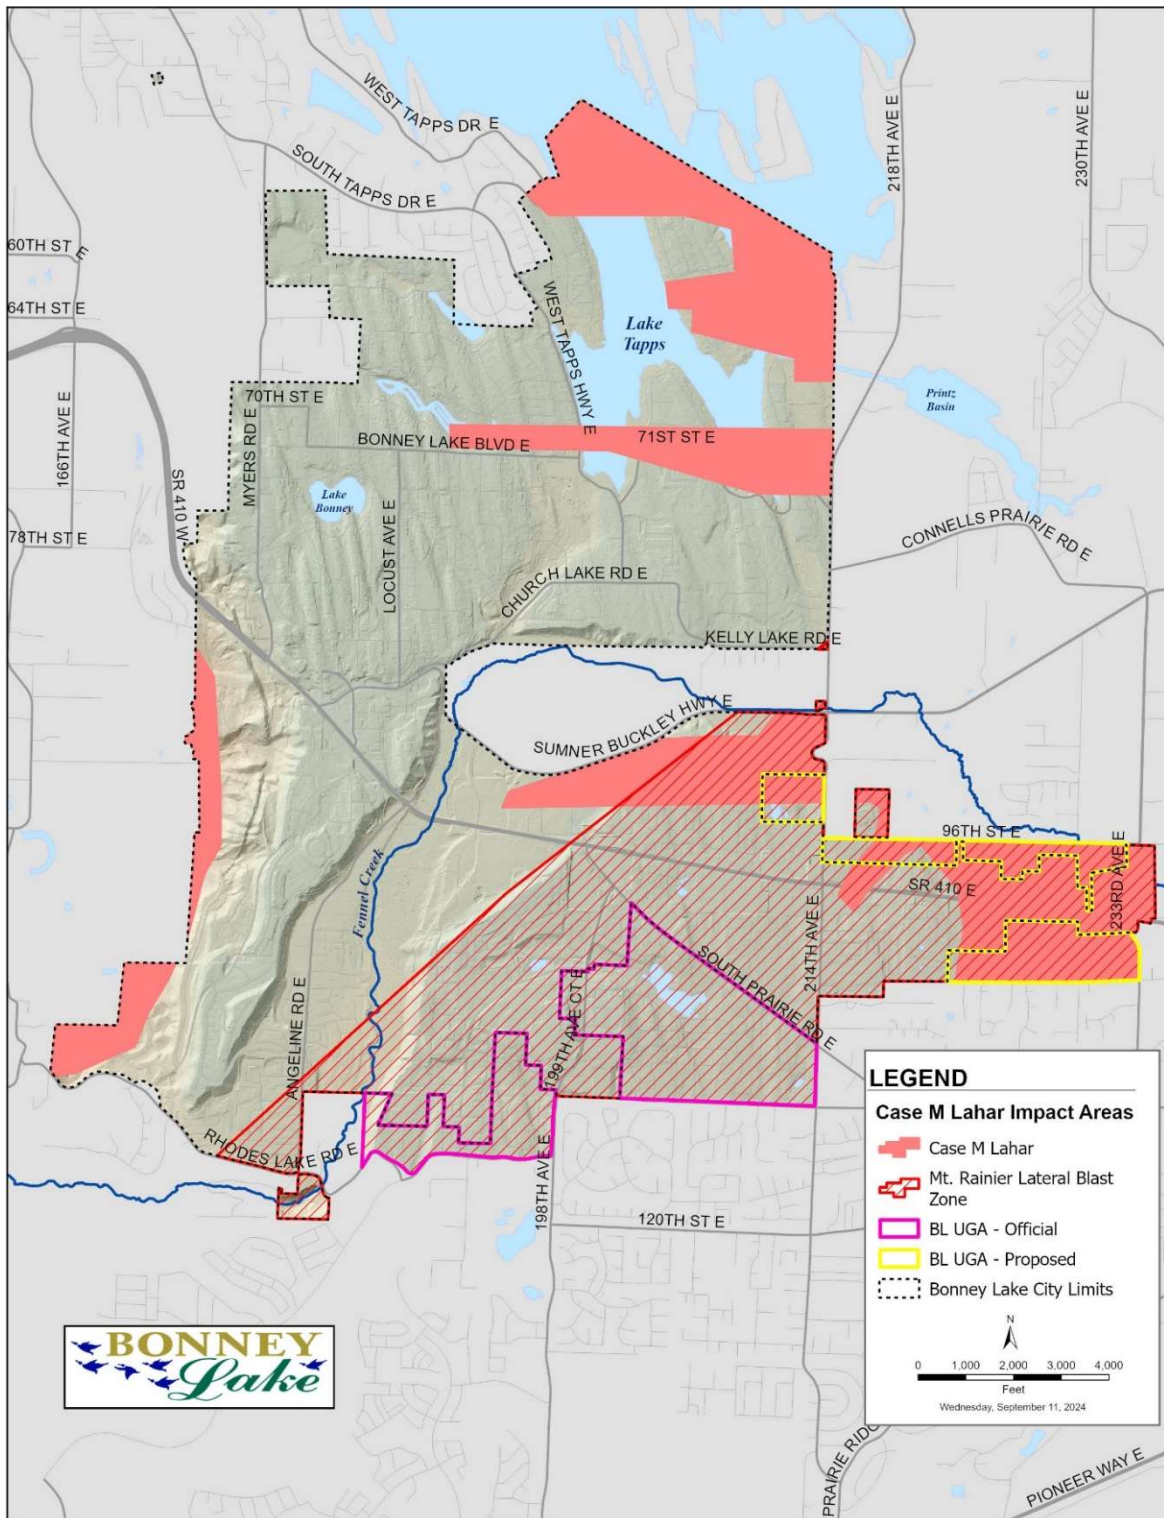 WEST TAPPS DR E
SOUTH TAPPS DR E
218TH AVE E
230TH AVE E
60TH ST E
64TH ST E
WEST TAPPS HWY E
Lake
Tapps
Printz
Basin
166TH AVE E
SR 410 W
MYERS RD E
70TH ST E
BONNEY LAKE BLVD E
71ST ST E
Lake
Bonney
LOCUST AVE E
78TH ST E
CONNELLS PRAIRIE RD E
CHURCH LAKE RD E
KELLY LAKE RD E
SUMNER BUCKLEY HWY E
Fennel Creek
96TH ST E
SR 410 E
233RD AVE E
214TH AVE E
SOUTH PRAIRIE RD E
ANGELINE RD E
199TH AVE CT E
RHODES LAKE RD E
198TH AVE E
120TH ST E
PRAIRIE RIDG
PIONEER WAY E
LEGEND
Case M Lahar Impact Areas
Case M Lahar
Mt. Rainier Lateral Blast
Zone
BL UGA - Official
BL UGA - Proposed
Bonney Lake City Limits
N
0 1,000 2,000 3,000 4,000
Feet
Wednesday, September 11, 2024
BONNEY
Lake